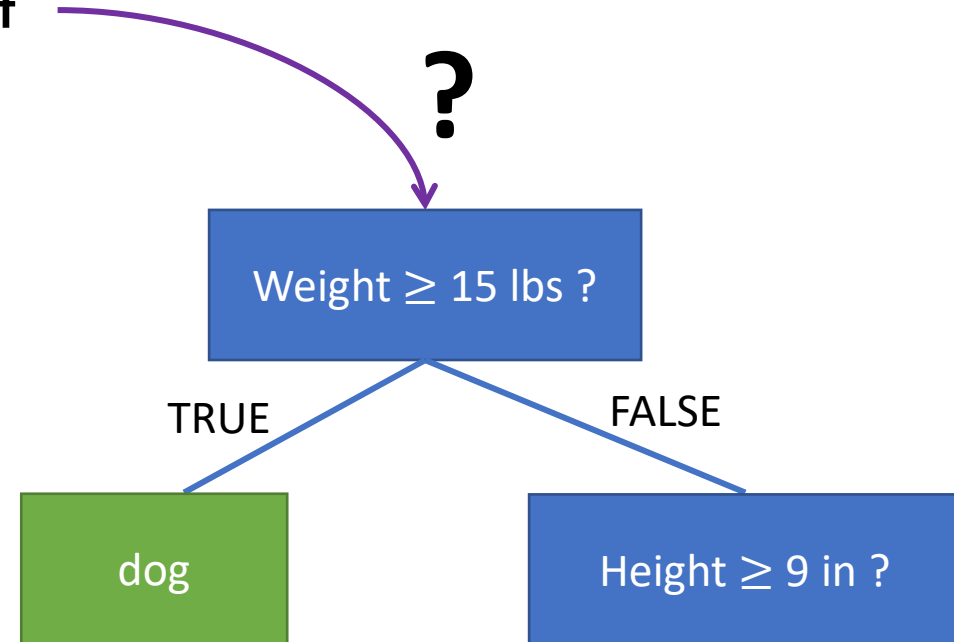 f
?
Weight ≥ 15 lbs ?
TRUE
FALSE
dog
Height ≥ 9 in ?